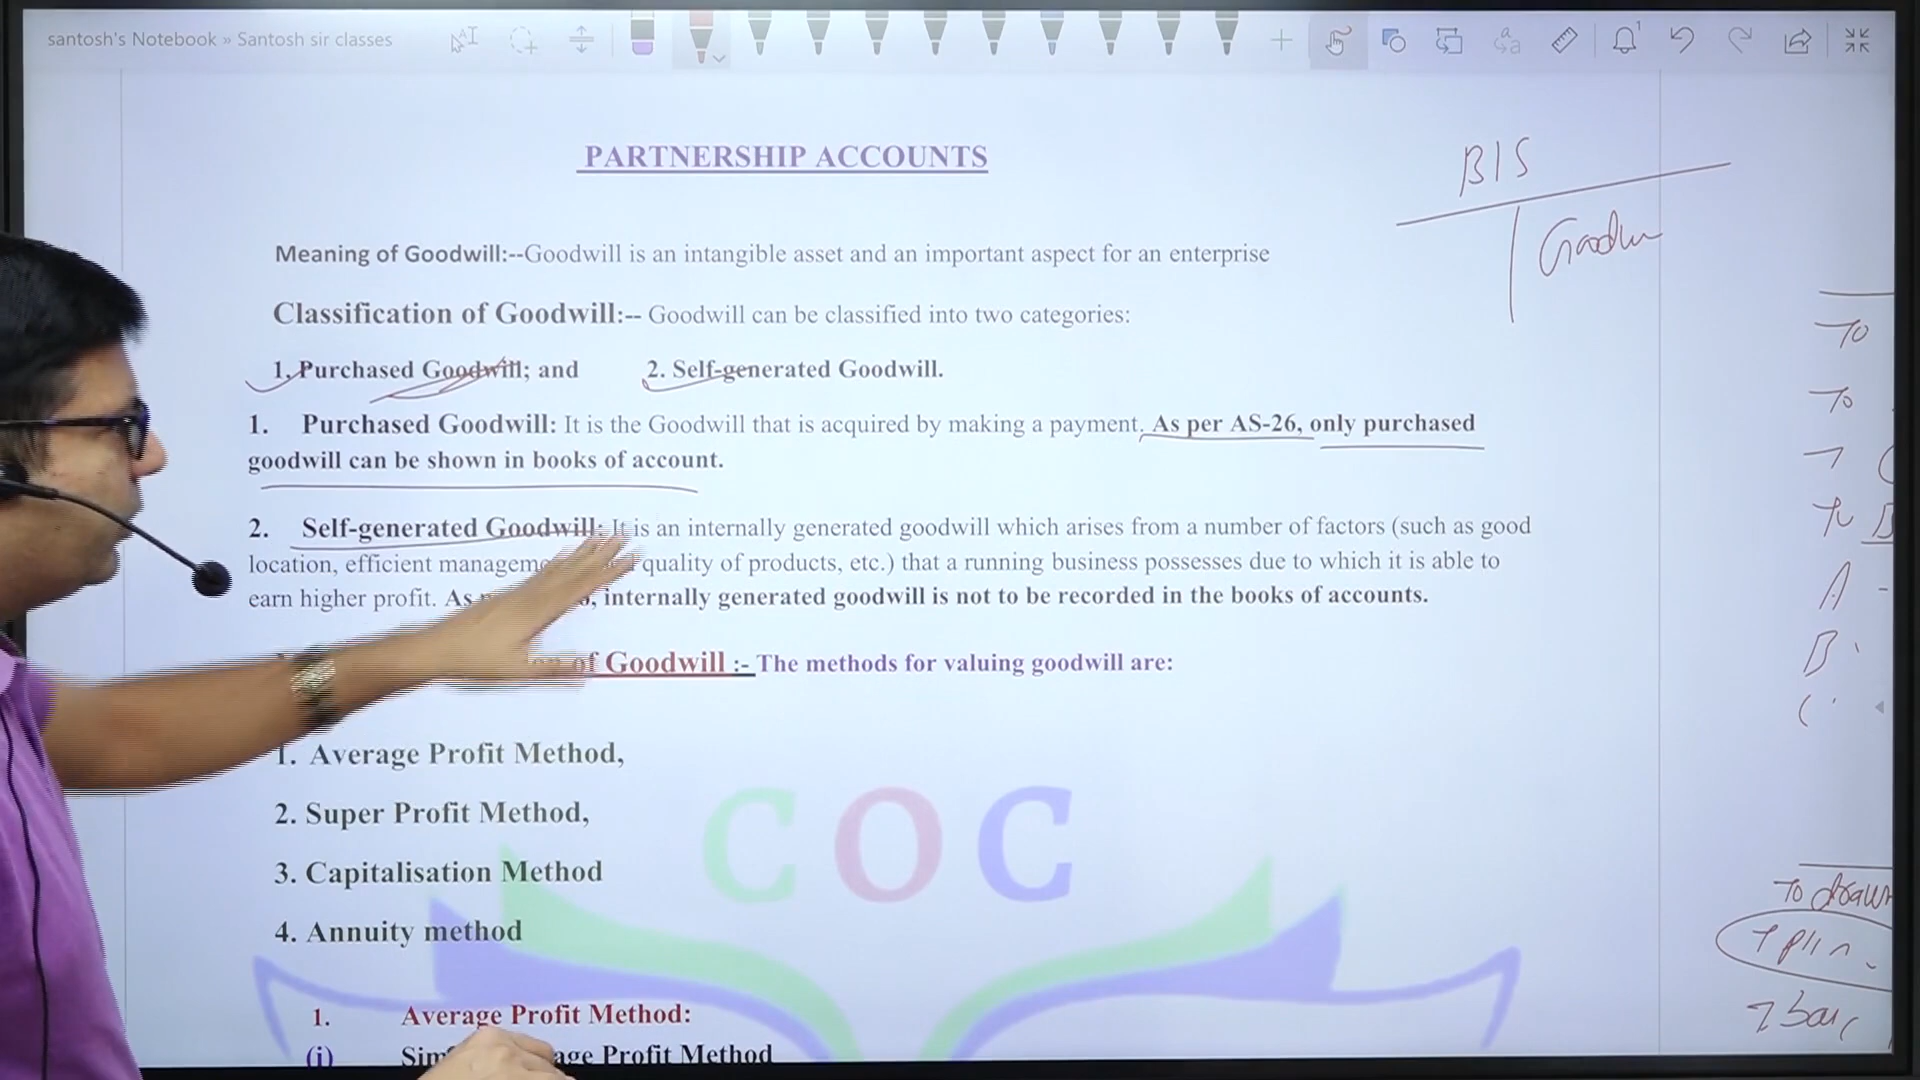 santosh's Notebook » Santosh sir classes
PARTNERSHIP ACCOUNTS
B/S
Meaning of Goodwill:--Goodwill is an intangible asset and an important aspect for an enterprise
Classification of Goodwill:-- Goodwill can be classified into two categories:
1. Purchased Goodwill; and 2. Self-generated Goodwill.
1. Purchased Goodwill: It is the Goodwill that is acquired by making a payment. As per AS-26, only purchased
goodwill can be shown in books of account.
2. Self-generated Goodwill: It is an internally generated goodwill which arises from a number of factors (such as good
location, efficient quality of products, etc.) that a running business possesses due to which it is able to
earn higher profit. As internally generated goodwill is not to be recorded in the books of accounts.
of Goodwill :- The methods for valuing goodwill are:
1. Average Profit Method,
2. Super Profit Method,
3. Capitalisation Method
4. Annuity method
COC
1. Average Profit Method:
(i) Profit Method
To
To
A -
B